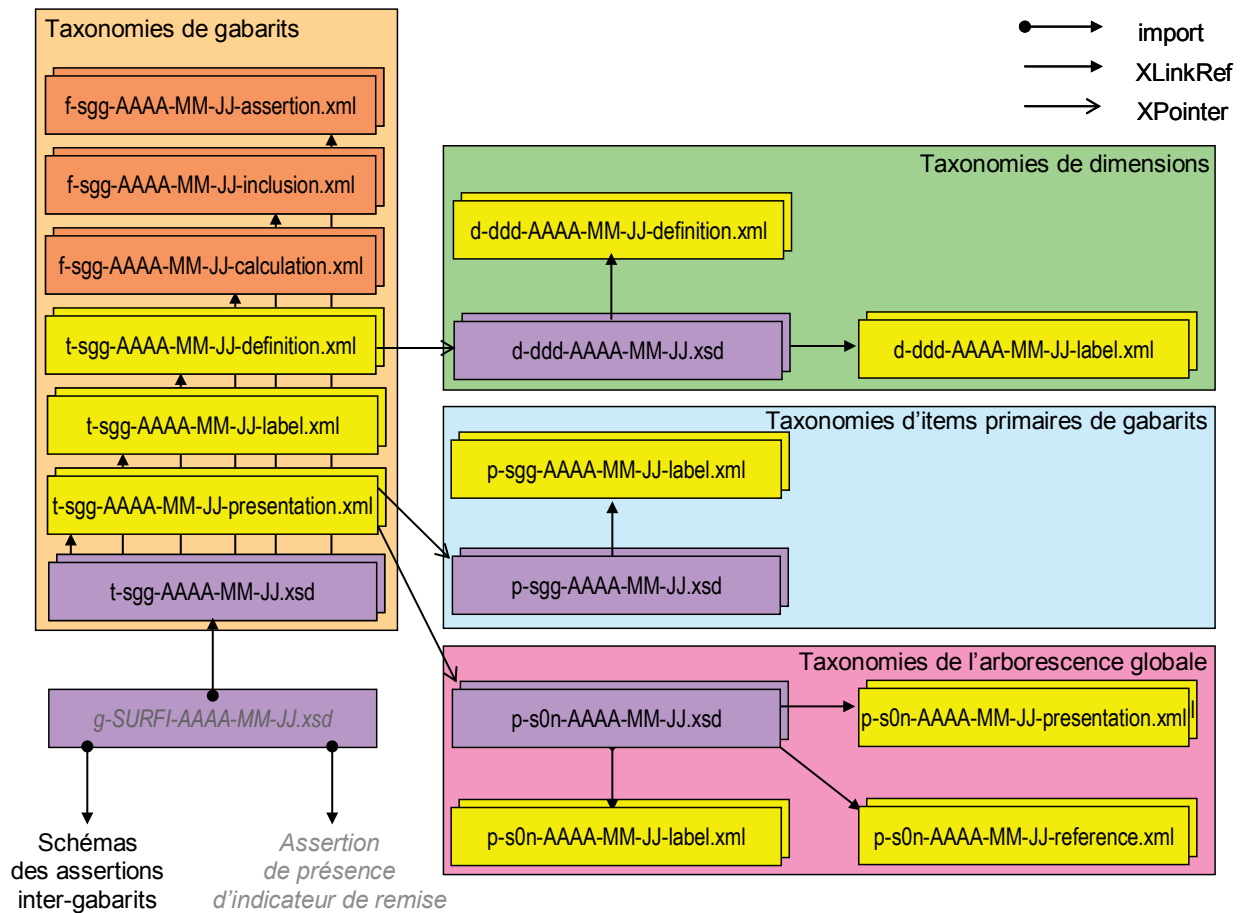 Taxonomies de gabarits
f-sgg-AAAA-MM-JJ-assertion.xml
f-sgg-AAAA-MM-JJ-inclusion.xml
f-sgg-AAAA-MM-JJ-calculation.xml
t-sgg-AAAA-MM-JJ-definition.xml
t-sgg-AAAA-MM-JJ-label.xml
t-sgg-AAAA-MM-JJ-presentation.xml
t-sgg-AAAA-MM-JJ.xsd
g-SURFI-AAAA-MM-JJ.xsd
Schémas
des assertions
inter-gabarits
Assertion
de présence
d'indicateur de remise
import
XLinkRef
XPointer
Taxonomies de dimensions
d-ddd-AAAA-MM-JJ-definition.xml
d-ddd-AAAA-MM-JJ.xsd
d-ddd-AAAA-MM-JJ-label.xml
Taxonomies d'items primaires de gabarits
p-sgg-AAAA-MM-JJ-label.xml
p-sgg-AAAA-MM-JJ.xsd
Taxonomies de l'arborescence globale
p-s0n-AAAA-MM-JJ.xsd
p-s0n-AAAA-MM-JJ-presentation.xml
p-s0n-AAAA-MM-JJ-label.xml
p-s0n-AAAA-MM-JJ-reference.xml